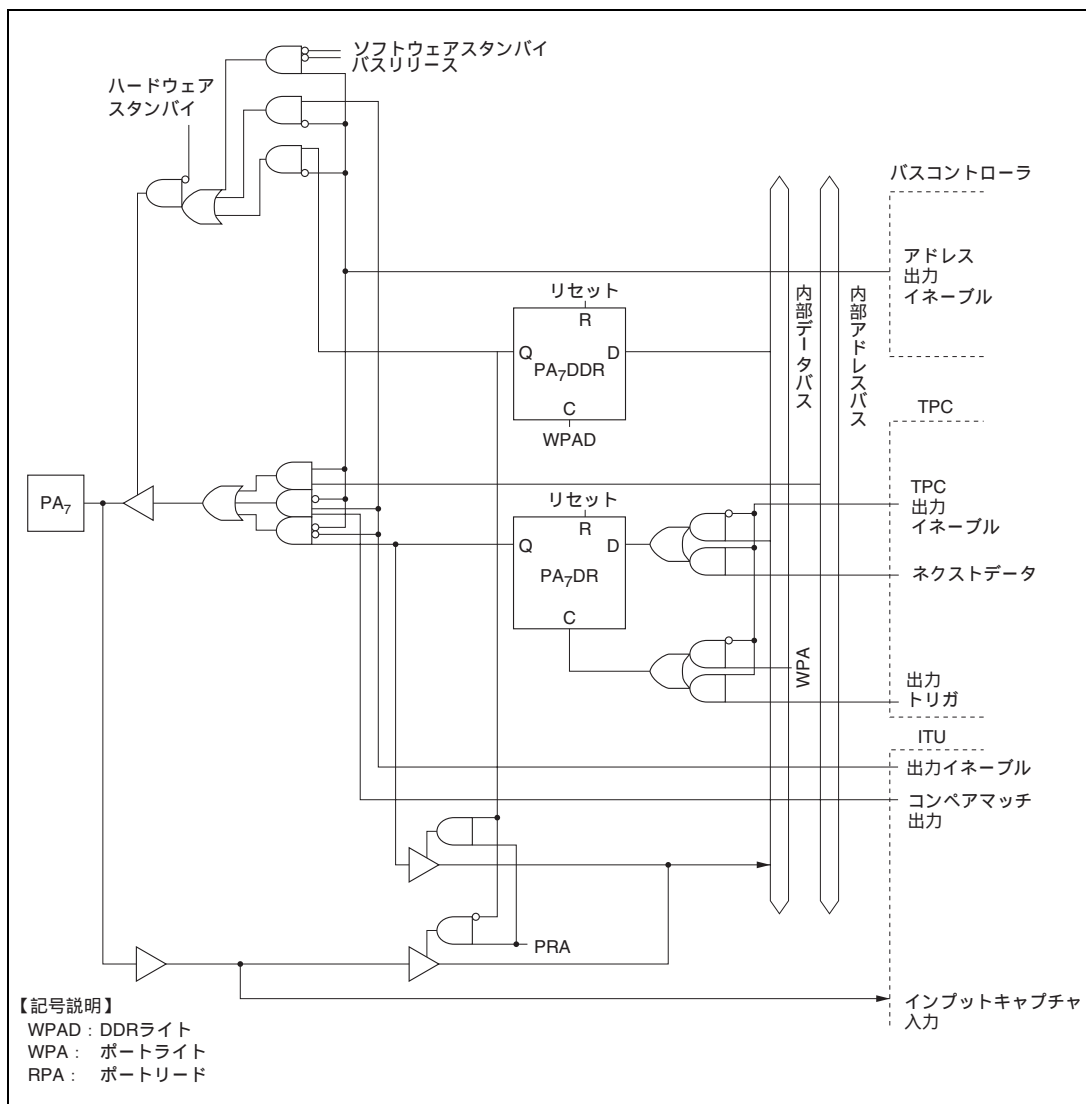 ソフトウェアスタンバイ
バスリリース
ハードウェア
スタンバイ
バスコントローラ
アドレス
出力
イネーブル
内部データバス
内部アドレスバス
リセット
R
Q
D
PA7DDR
C
WPAD
TPC
PA7
TPC
出力
イネーブル
リセット
R
Q
D
PA7DR
C
ネクストデータ
WPA
出力
トリガ
ITU
出力イネーブル
コンペアマッチ
出力
PRA
インプットキャプチャ
入力
【記号説明】
WPAD : DDRライト
WPA : ポートライト
RPA : ポートリード